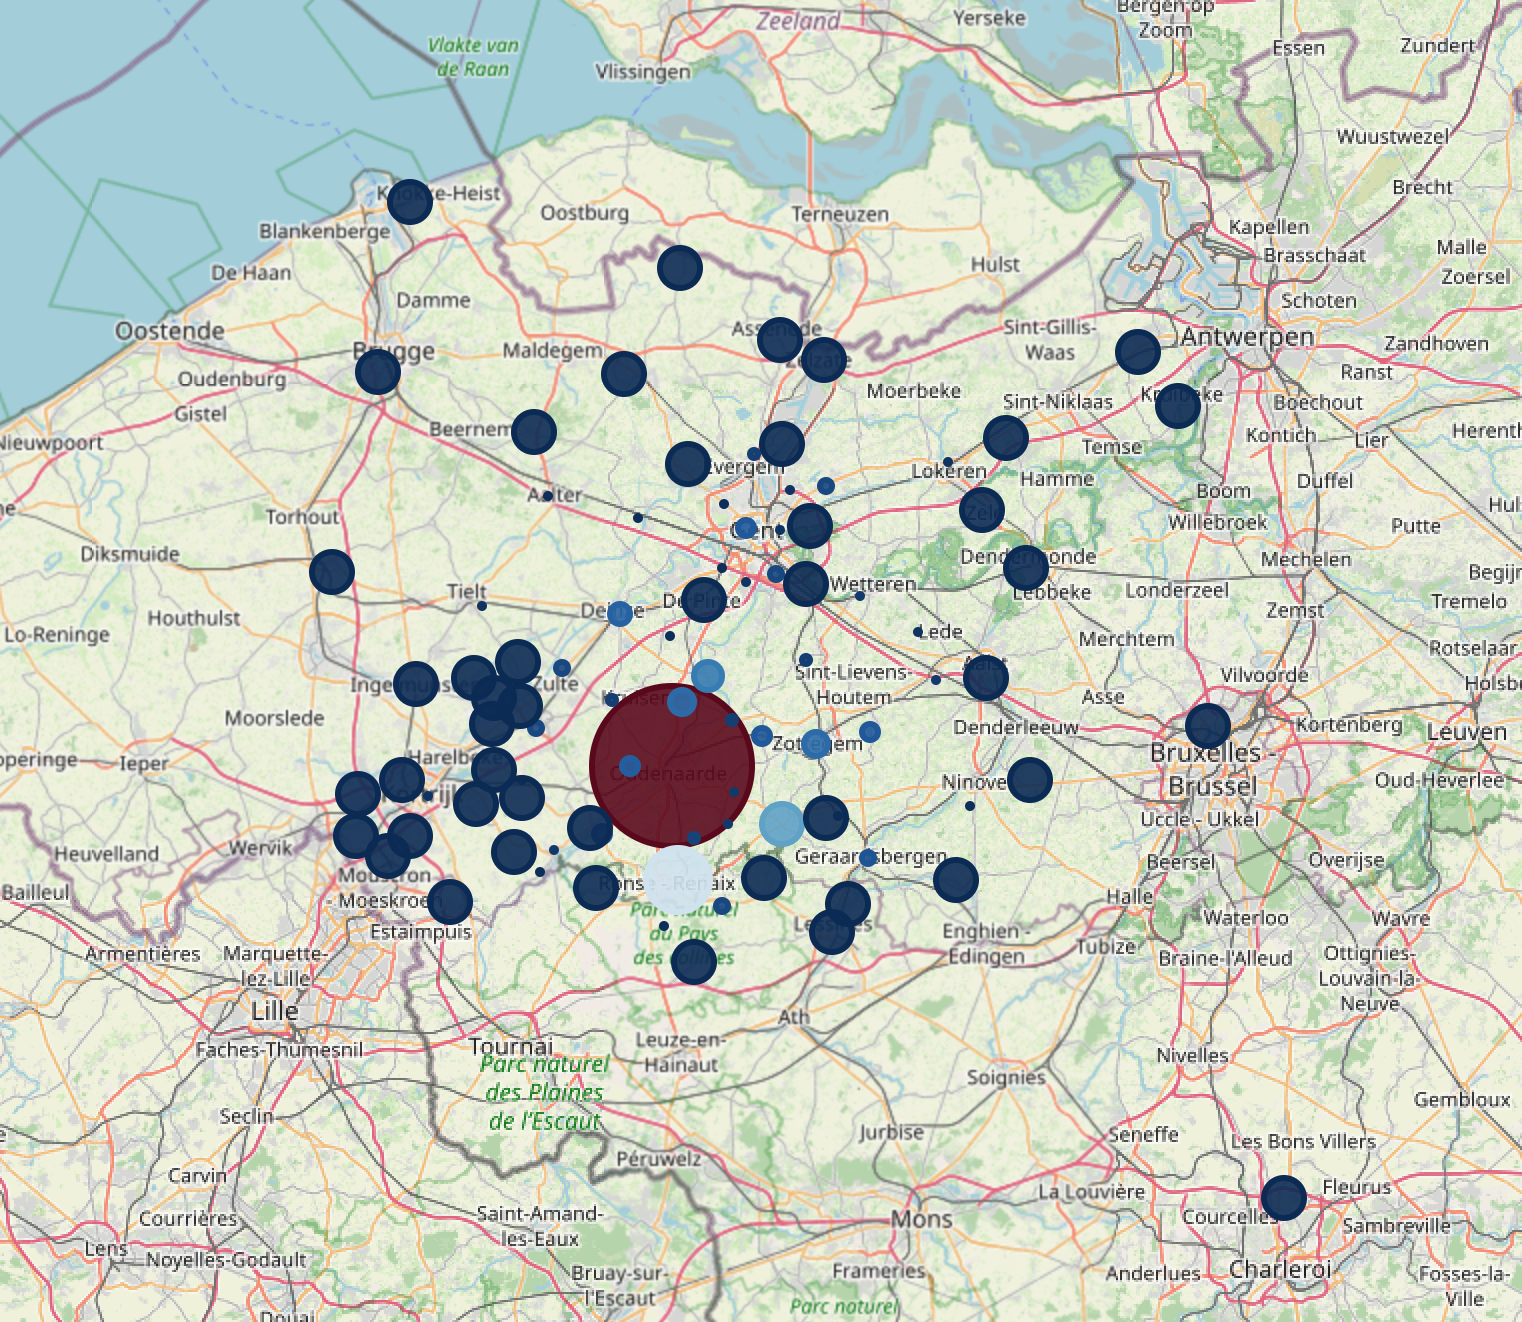 Bergen op
Zoom
Zeeland
Yerseke
Essen
Zundert
Vlakte van
de Raan
Vlissingen
Wuustwezel
Brecht
Knokke-Heist
Oostburg
Terneuzen
Kapellen
Blankenberge
Malle
Brasschaat
Zoersel
De Haan
Hulst
Damme
Schoten
Oostende
Assenede
Sint-Gillis-
Waas
Antwerpen
Zandhoven
Brugge
Maldegem
Zelzate
Ranst
Oudenburg
Moerbeke
Kruibeke
Boechout
Gistel
Sint-Niklaas
Beernem
Kontich
Lier
Herenth
Nieuwpoort
Temse
Evergem
Lokeren
Hamme
Duffel
Aalter
Boom
Torhout
Zele
Willebroek
Putte
Hul
Gent
Diksmuide
Dendermonde
Mechelen
Begijn
Wetteren
Lebbeke
Londerzeel
Tielt
De Pinte
Deinze
Houthulst
Zemst
Tremelo
Lo-Reninge
Lede
Merchtem
Rotselaar
Aalst
Sint-Lievens-
Houtem
Vilvoorde
Ingelmunster
Zulte
Kruisem
Asse
Holsb
Moorslede
Denderleeuw
Kortenberg
Leuven
Zottegem
operinge
Ieper
Harelbeke
Bruxelles -
Brussel
Oudenaarde
Ninove
Oud-Heverlee
Kortrijk
Uccle - Ukkel
Heuvelland
Wervik
Geraardsbergen
Beersel
Overijse
Bailleul
Mouscron
- Moeskroen
Ronse - Renaix
Halle
Parc naturel
du Pays
des Collines
Waterloo
Wavre
Estaimpuis
Lessines
Enghien -
Edingen
Tubize
Armentières
Marquette-
lez-Lille
Braine-l'Alleud
Ottignies-
Louvain-la-
Neuve
Lille
Ath
Faches-Thumesnil
Tournai
Leuze-en-
Hainaut
Nivelles
Parc naturel
des Plaines
de l'Escaut
Soignies
Gembloux
Seclin
Jurbise
Seneffe
Les Bons Villers
Péruwelz
Carvin
La Louvière
Fleurus
Courrières
Saint-Amand-
les-Eaux
Mons
Courcelles
Sambreville
Lens
Noyelles-Godault
Bruay-sur-
l'Escaut
Frameries
Anderlues
Charleroi
Fosses-la-
Ville
Parc naturel
Douai